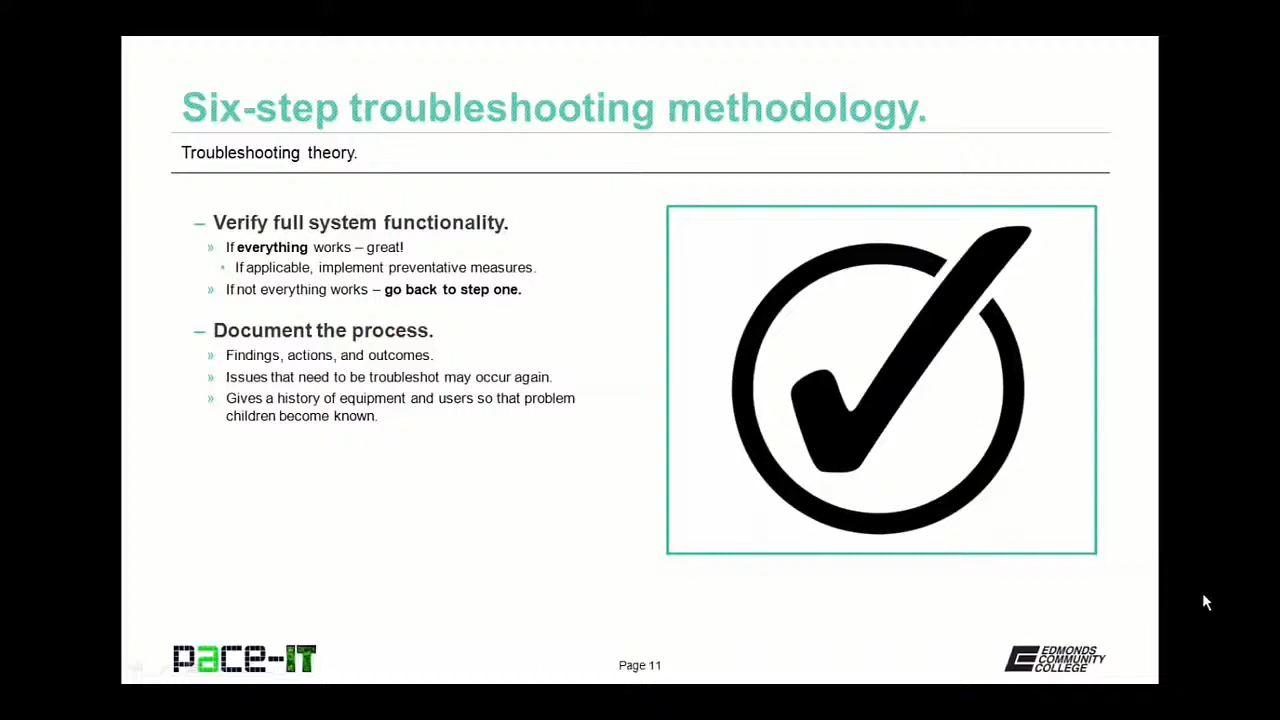 Six-step troubleshooting methodology.
Troubleshooting theory.
– Verify full system functionality.
» If everything works – great!
• If applicable, implement preventative measures.
» If not everything works – go back to step one.
– Document the process.
» Findings, actions, and outcomes.
» Issues that need to be troubleshot may occur again.
» Gives a history of equipment and users so that problem
children become known.
pace-IT
Page 11
EDMONDS
COMMUNITY
COLLEGE